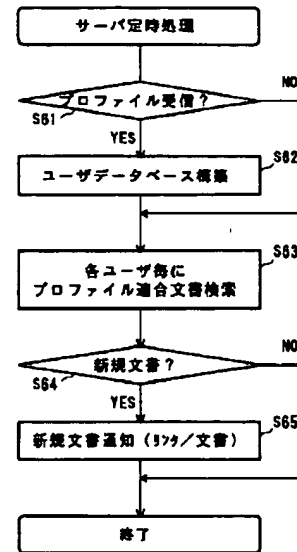 サーバ定時処理
プロファイル受信？
NO
S61
YES
S62
ユーザデータベース構築
S63
各ユーザ毎に
プロファイル適合文書検索
新規文書？
NO
S64
YES
S65
新規文書通知（リンク／文書）
終了